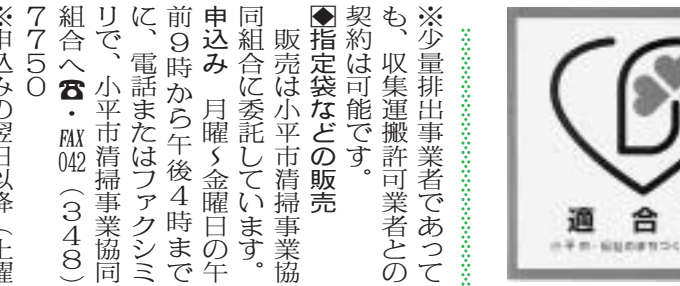 ※少量排出事業者であって
も、収集運搬許可業者との
契約は可能です。
◆指定袋などの販売
　販売は小平市清掃事業協
同組合に委託しています。
申込み　月曜～金曜日の午
前９時から午後４時まで
に、電話またはファクシミ
リで、小平市清掃事業協同
組合へ☎・FAX042（３４８）
７７５０
※申込みの翌日以降（土曜
適合